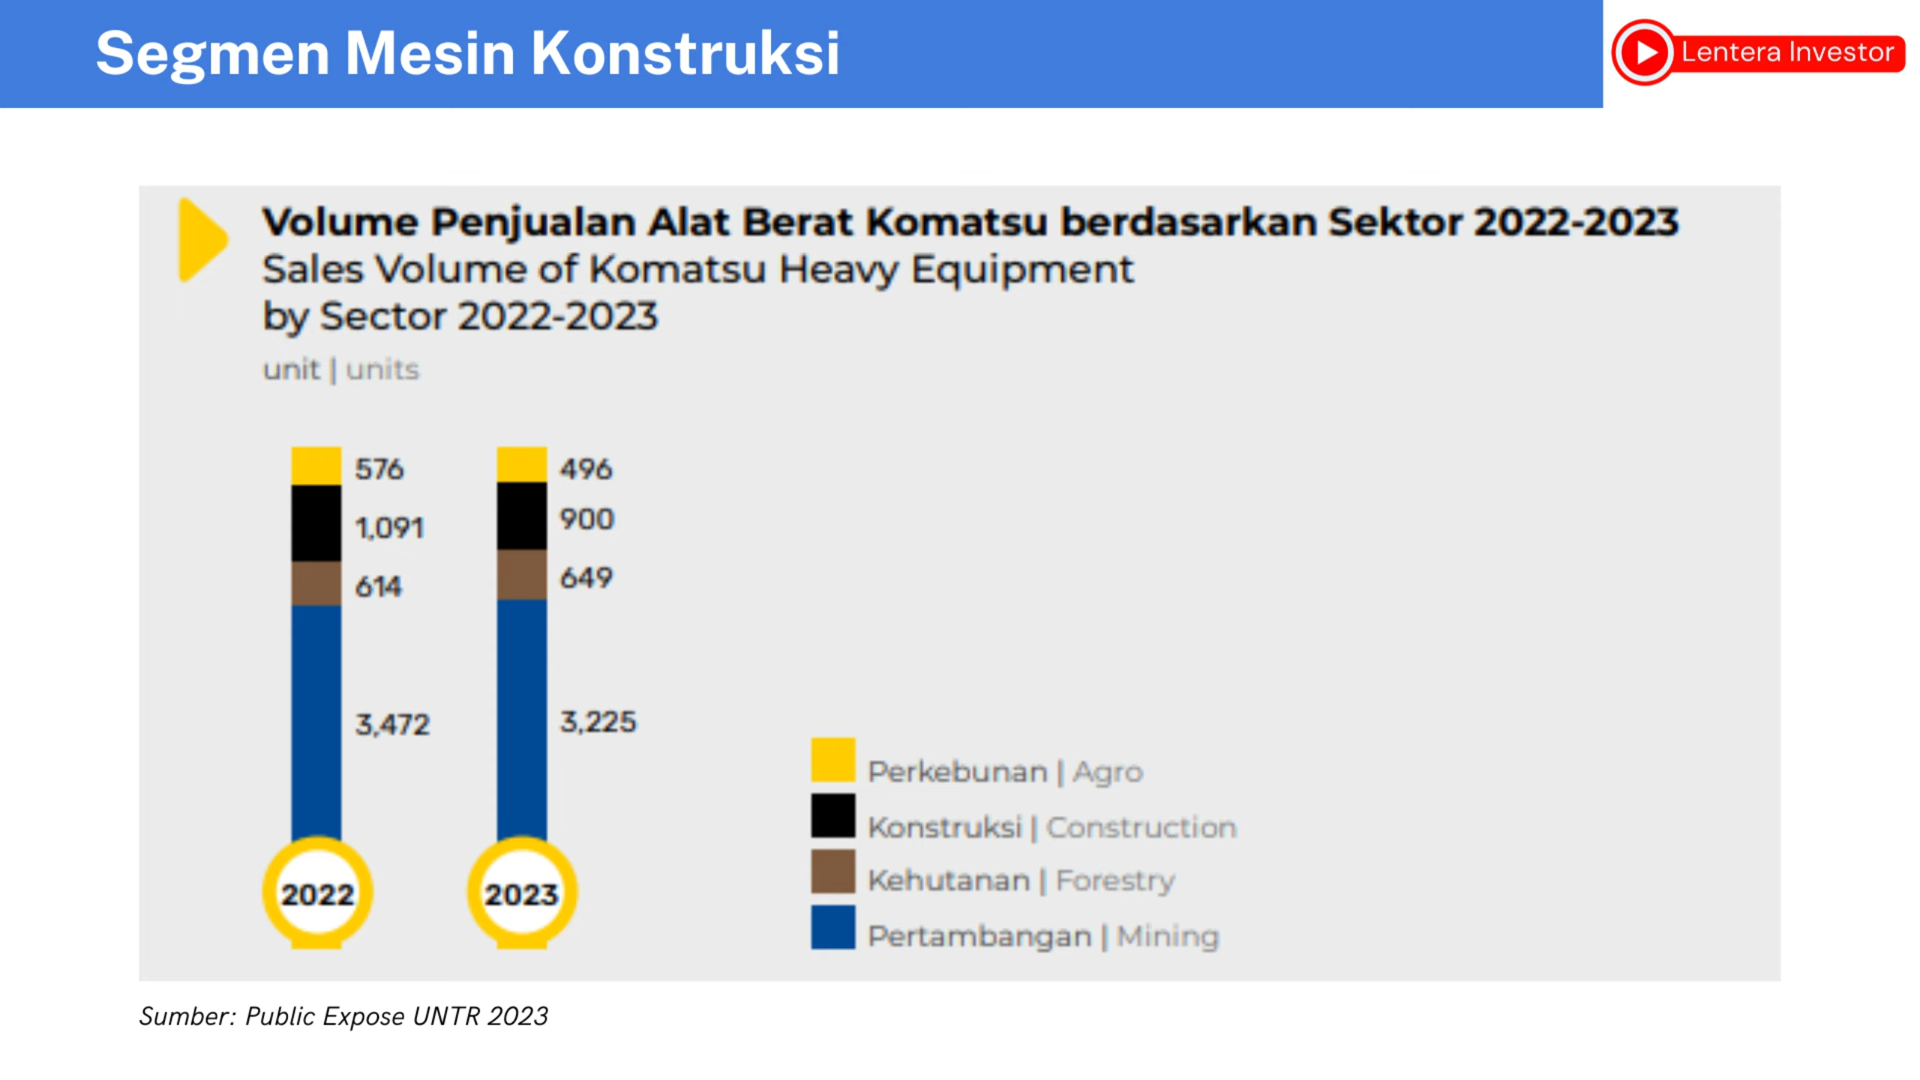 Segmen Mesin Konstruksi
Lentera Investor
Volume Penjualan Alat Berat Komatsu berdasarkan Sektor 2022-2023
Sales Volume of Komatsu Heavy Equipment
by Sector 2022-2023
unit | units
576
1,091
614
3,472
2022
496
900
649
3,225
2023
Perkebunan | Agro
Konstruksi | Construction
Kehutanan | Forestry
Pertambangan | Mining
Sumber: Public Expose UNTR 2023